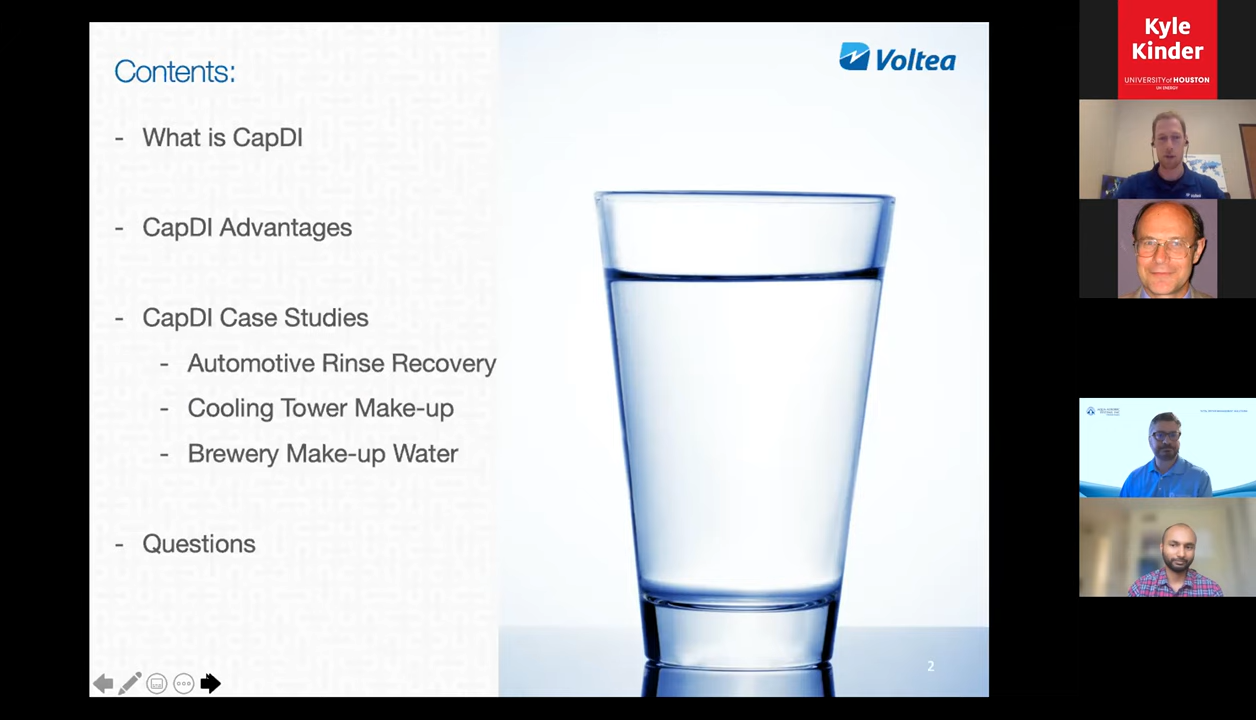 Contents:
Voltea
- What is CapDI
- CapDI Advantages
- CapDI Case Studies
- Automotive Rinse Recovery
- Cooling Tower Make-up
- Brewery Make-up Water
- Questions
2
Kyle
Kinder
UNIVERSITY of HOUSTON
UH ENERGY